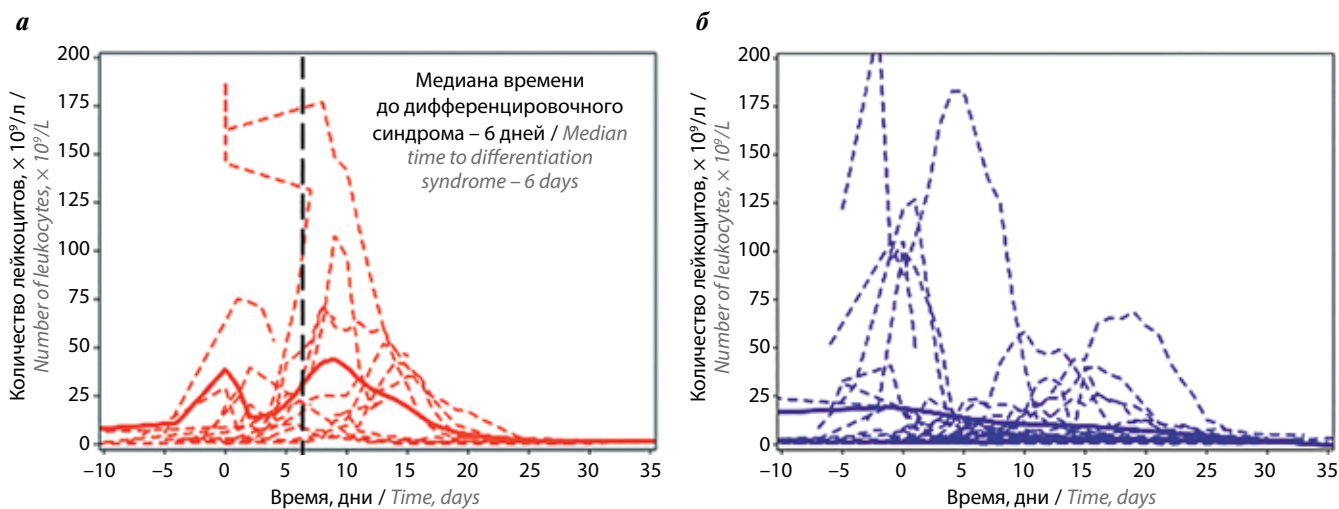 а
200
175
150
125
100
75
50
25
0
–10
–5
0
5
10
15
20
25
30
35
Количество лейкоцитов, × 10⁹/л /
Number of leukocytes, × 10⁹/L
Время, дни / Time, days
Медиана времени
до дифференцировочного
синдрома – 6 дней / Median
time to differentiation
syndrome – 6 days
б
200
175
150
125
100
75
50
25
0
–10
–5
0
5
10
15
20
25
30
35
Количество лейкоцитов, × 10⁹/л /
Number of leukocytes, × 10⁹/L
Время, дни / Time, days